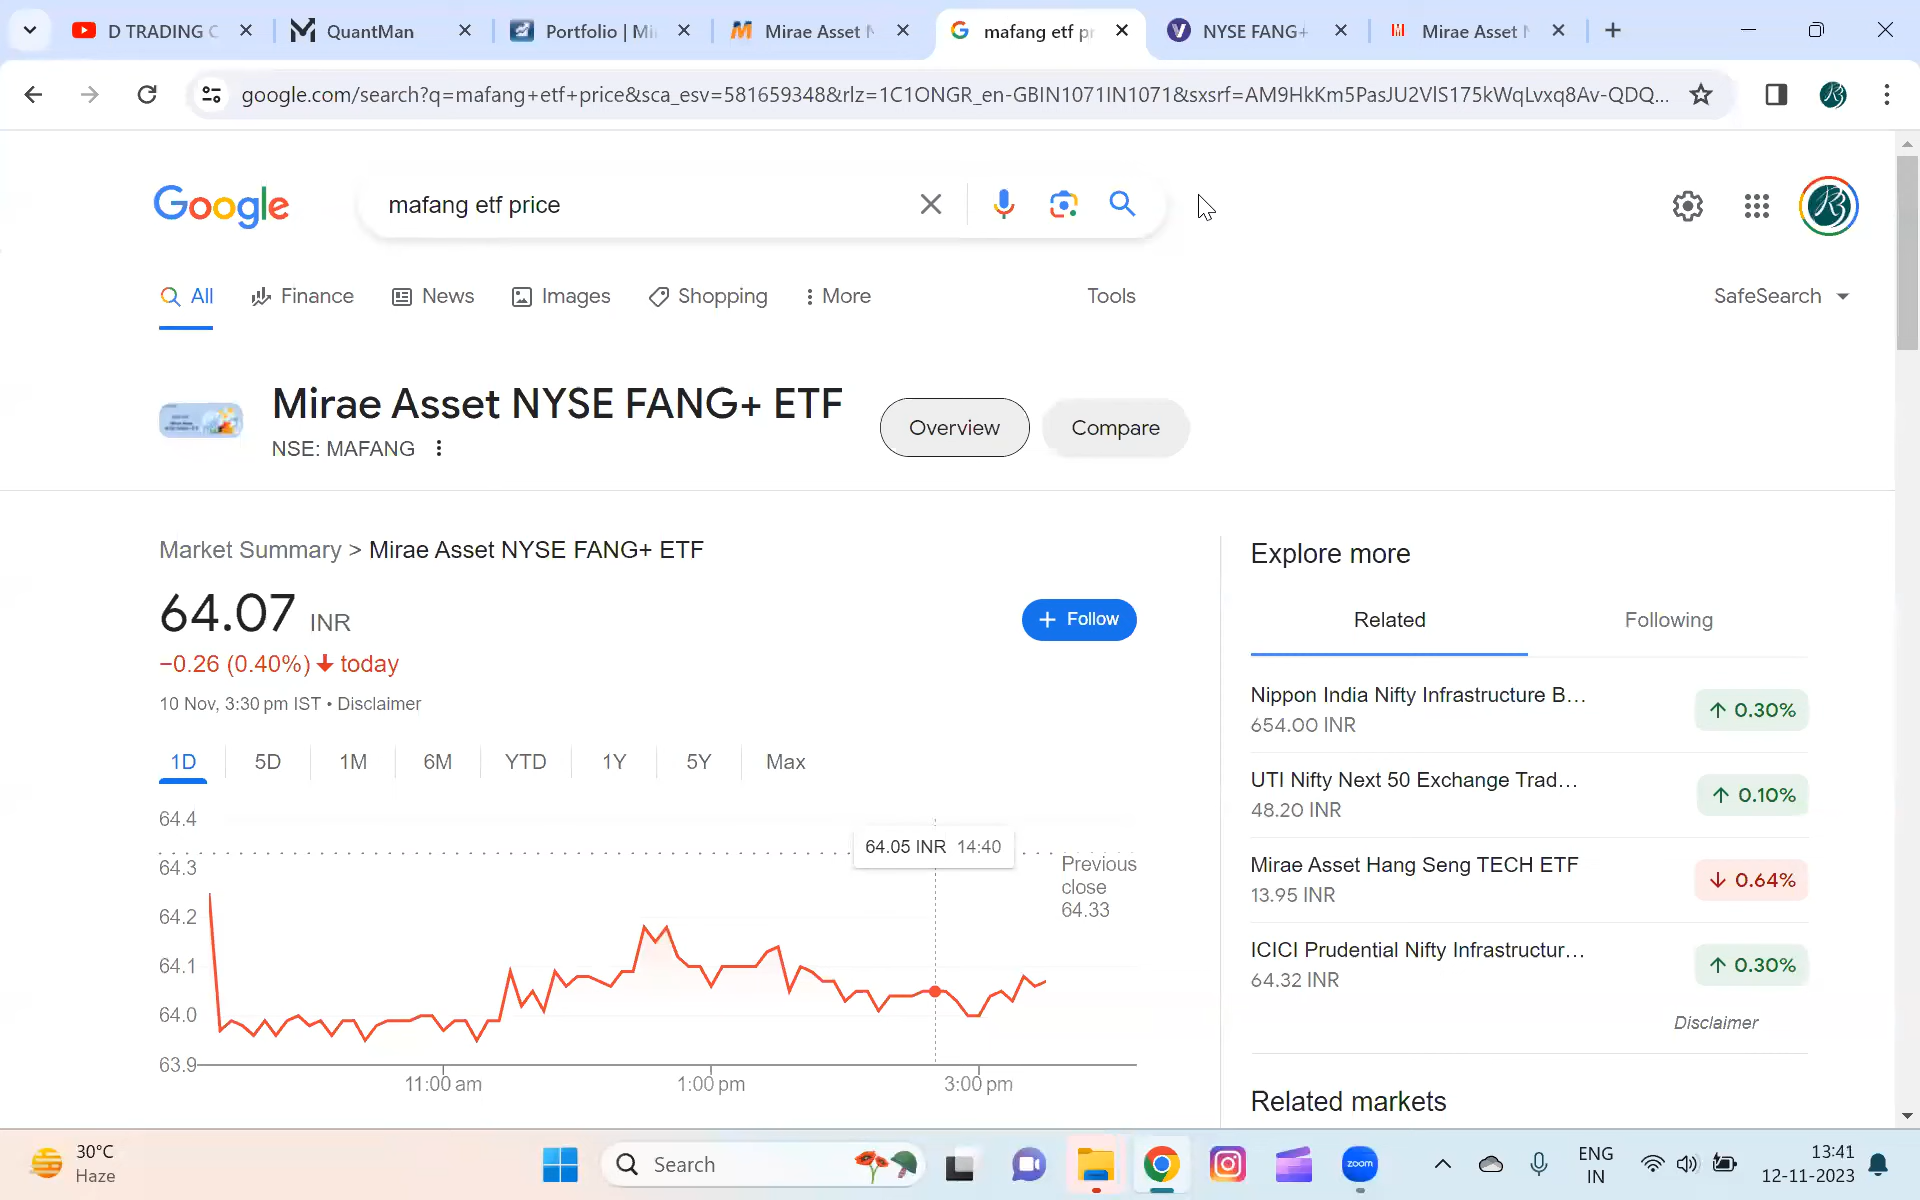 D TRADING
QuantMan
Portfolio | Mi
Mirae Asset N
mafang etf pr
NYSE FANG+
Mirae Asset N
google.com/search?q=mafang+etf+price&sca_esv=581659348&rlz=1C1ONGR_en-GBIN1071IN1071&sxsrf=AM9HkKm5PasJU2VlS175kWqLvxq8Av-QDQ...
Google
mafang etf price
All
Finance
News
Images
Shopping
More
Tools
SafeSearch
Mirae Asset NYSE FANG+ ETF
NSE: MAFANG
Overview
Compare
Market Summary > Mirae Asset NYSE FANG+ ETF
64.07 INR
+ Follow
−0.26 (0.40%) ↓ today
10 Nov, 3:30 pm IST • Disclaimer
1D
5D
1M
6M
YTD
1Y
5Y
Max
64.4
64.3
64.2
64.1
64.0
63.9
64.05 INR 14:40
Previous
close
64.33
11:00 am
1:00 pm
3:00 pm
Explore more
Related
Following
Nippon India Nifty Infrastructure B...
654.00 INR
↑ 0.30%
UTI Nifty Next 50 Exchange Trad...
48.20 INR
↑ 0.10%
Mirae Asset Hang Seng TECH ETF
13.95 INR
↓ 0.64%
ICICI Prudential Nifty Infrastructur...
64.32 INR
↑ 0.30%
Disclaimer
Related markets
30°C
Haze
Search
zoom
ENG
IN
13:41
12-11-2023